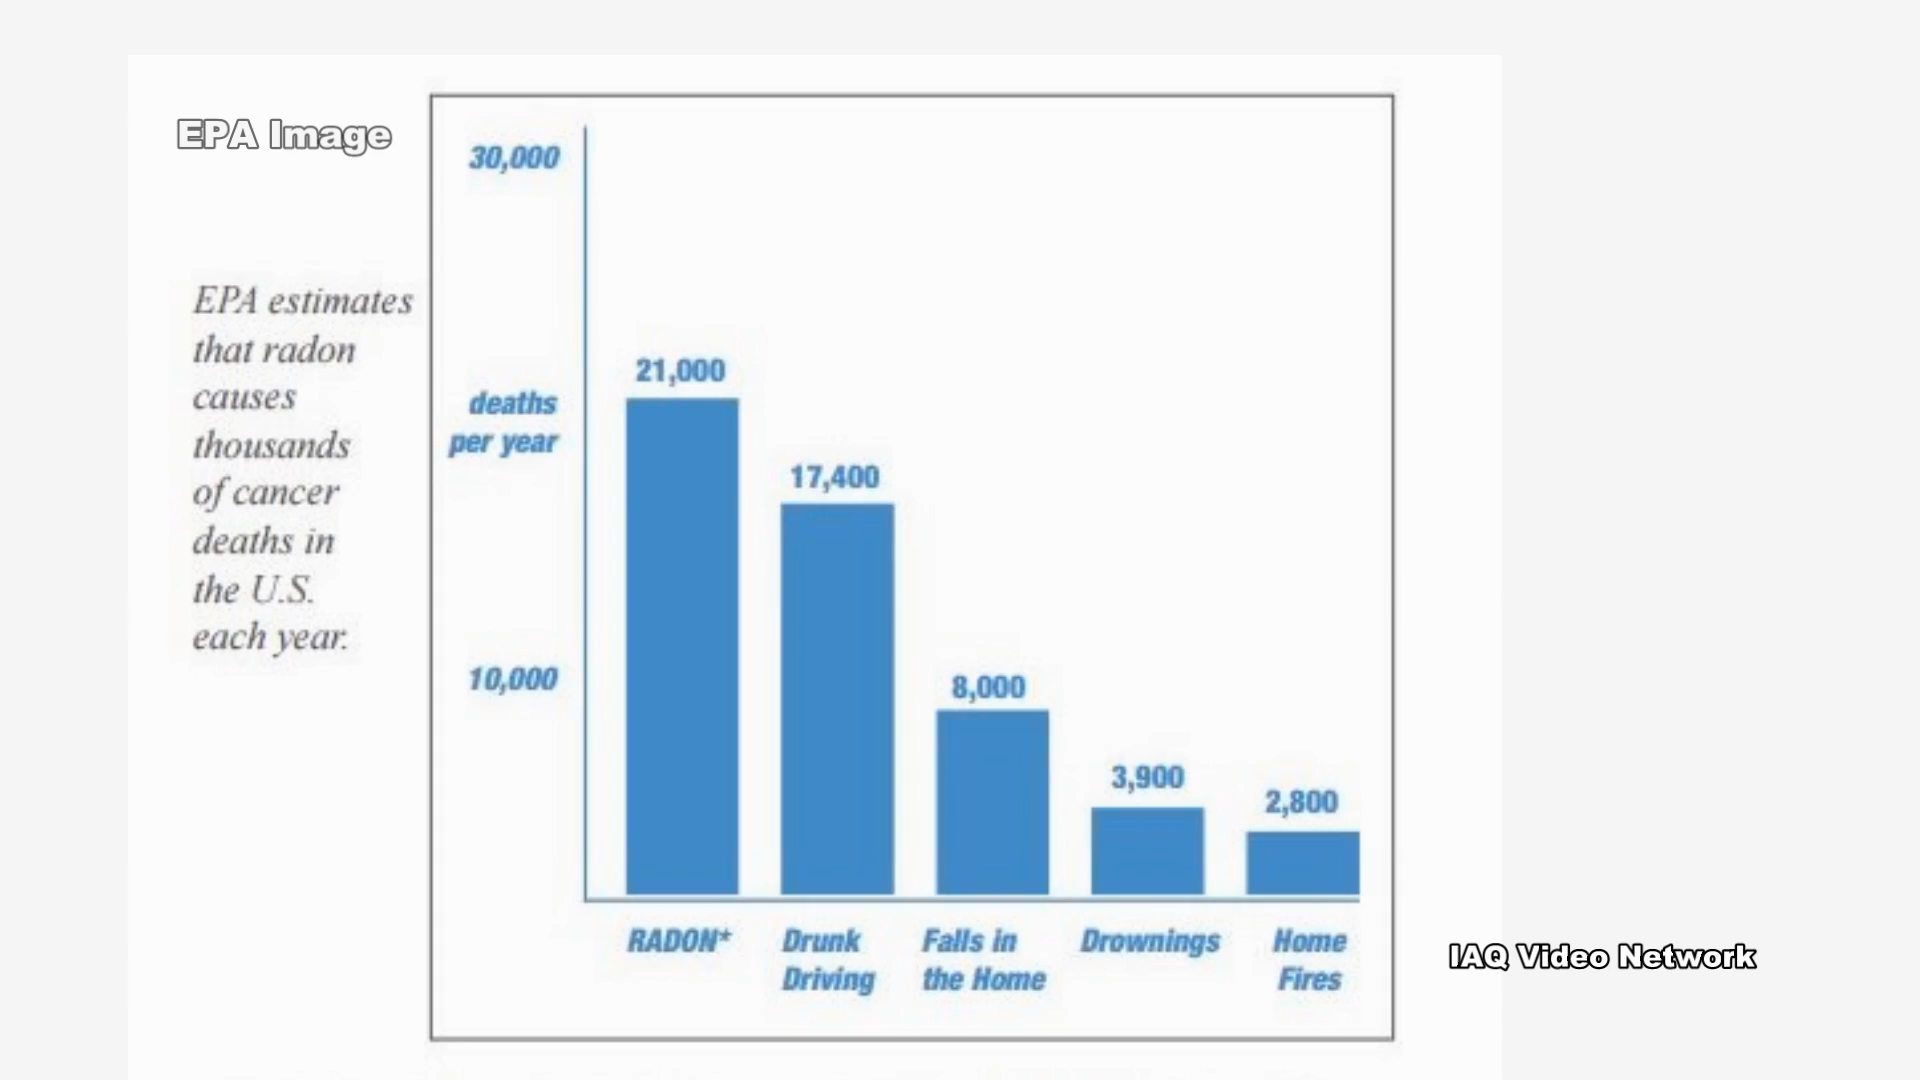 EPA Image
EPA estimates
that radon
causes
thousands
of cancer
deaths in
the U.S.
each year.
30,000
deaths
per year
10,000
21,000
17,400
8,000
3,900
2,800
RADON*
Drunk
Driving
Falls in
the Home
Drownings
Home
Fires
IAQ Video Network